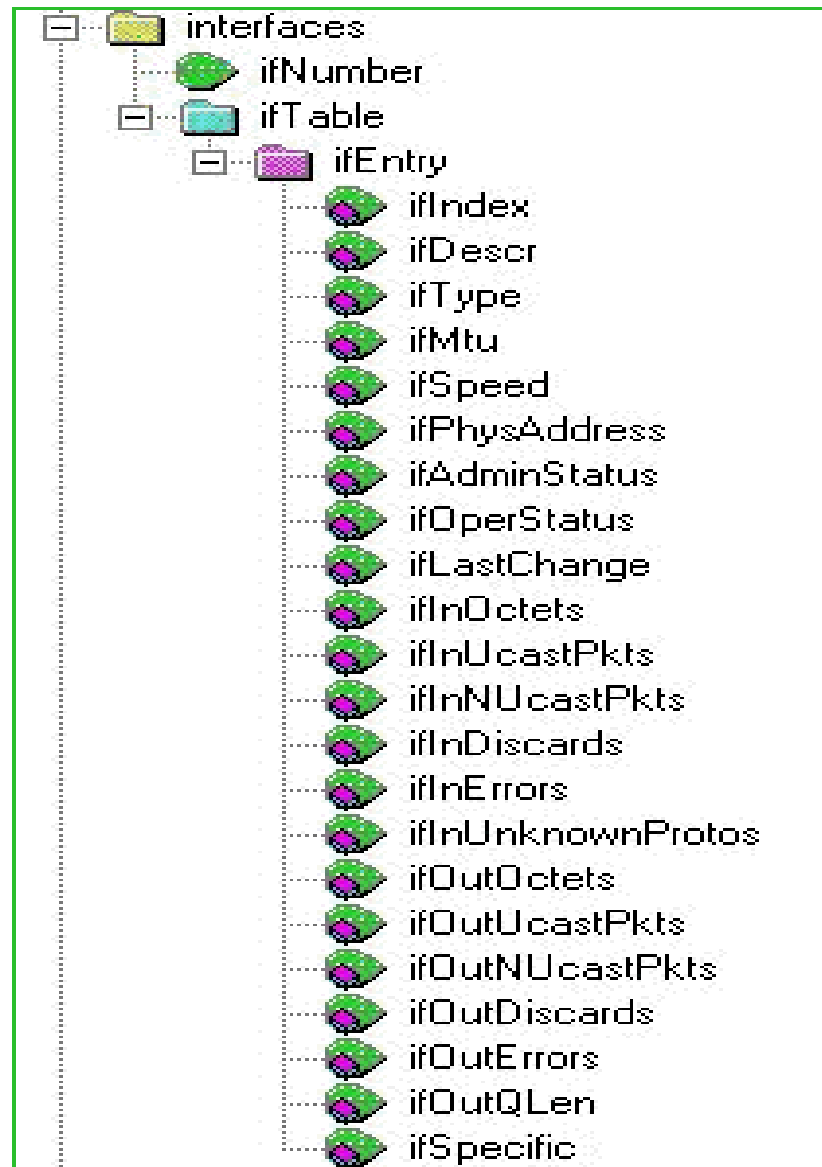 interfaces
ifNumber
ifTable
ifEntry
ifIndex
ifDescr
ifType
ifMtu
ifSpeed
ifPhysAddress
ifAdminStatus
ifOperStatus
ifLastChange
ifInOctets
ifInUcastPkts
ifInNUcastPkts
ifInDiscards
ifInErrors
ifInUnknownProtos
ifOutOctets
ifOutUcastPkts
ifOutNUcastPkts
ifOutDiscards
ifOutErrors
ifOutQLen
ifSpecific